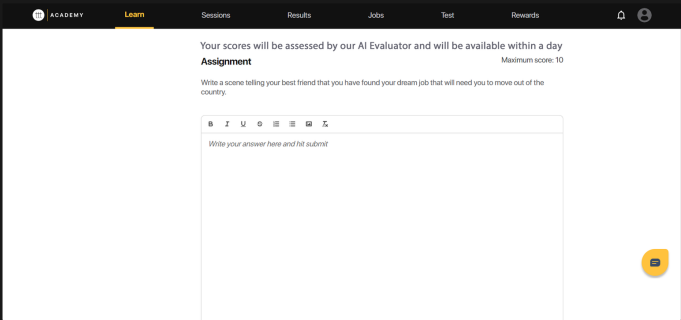 ACADEMY Learn Sessions Results Jobs Test Rewards
Your scores will be assessed by our AI Evaluator and will be available within a day
Assignment Maximum score: 10
Write a scene telling your best friend that you have found your dream job that will need you to move out of the
country.
B I U S
Write your answer here and hit submit